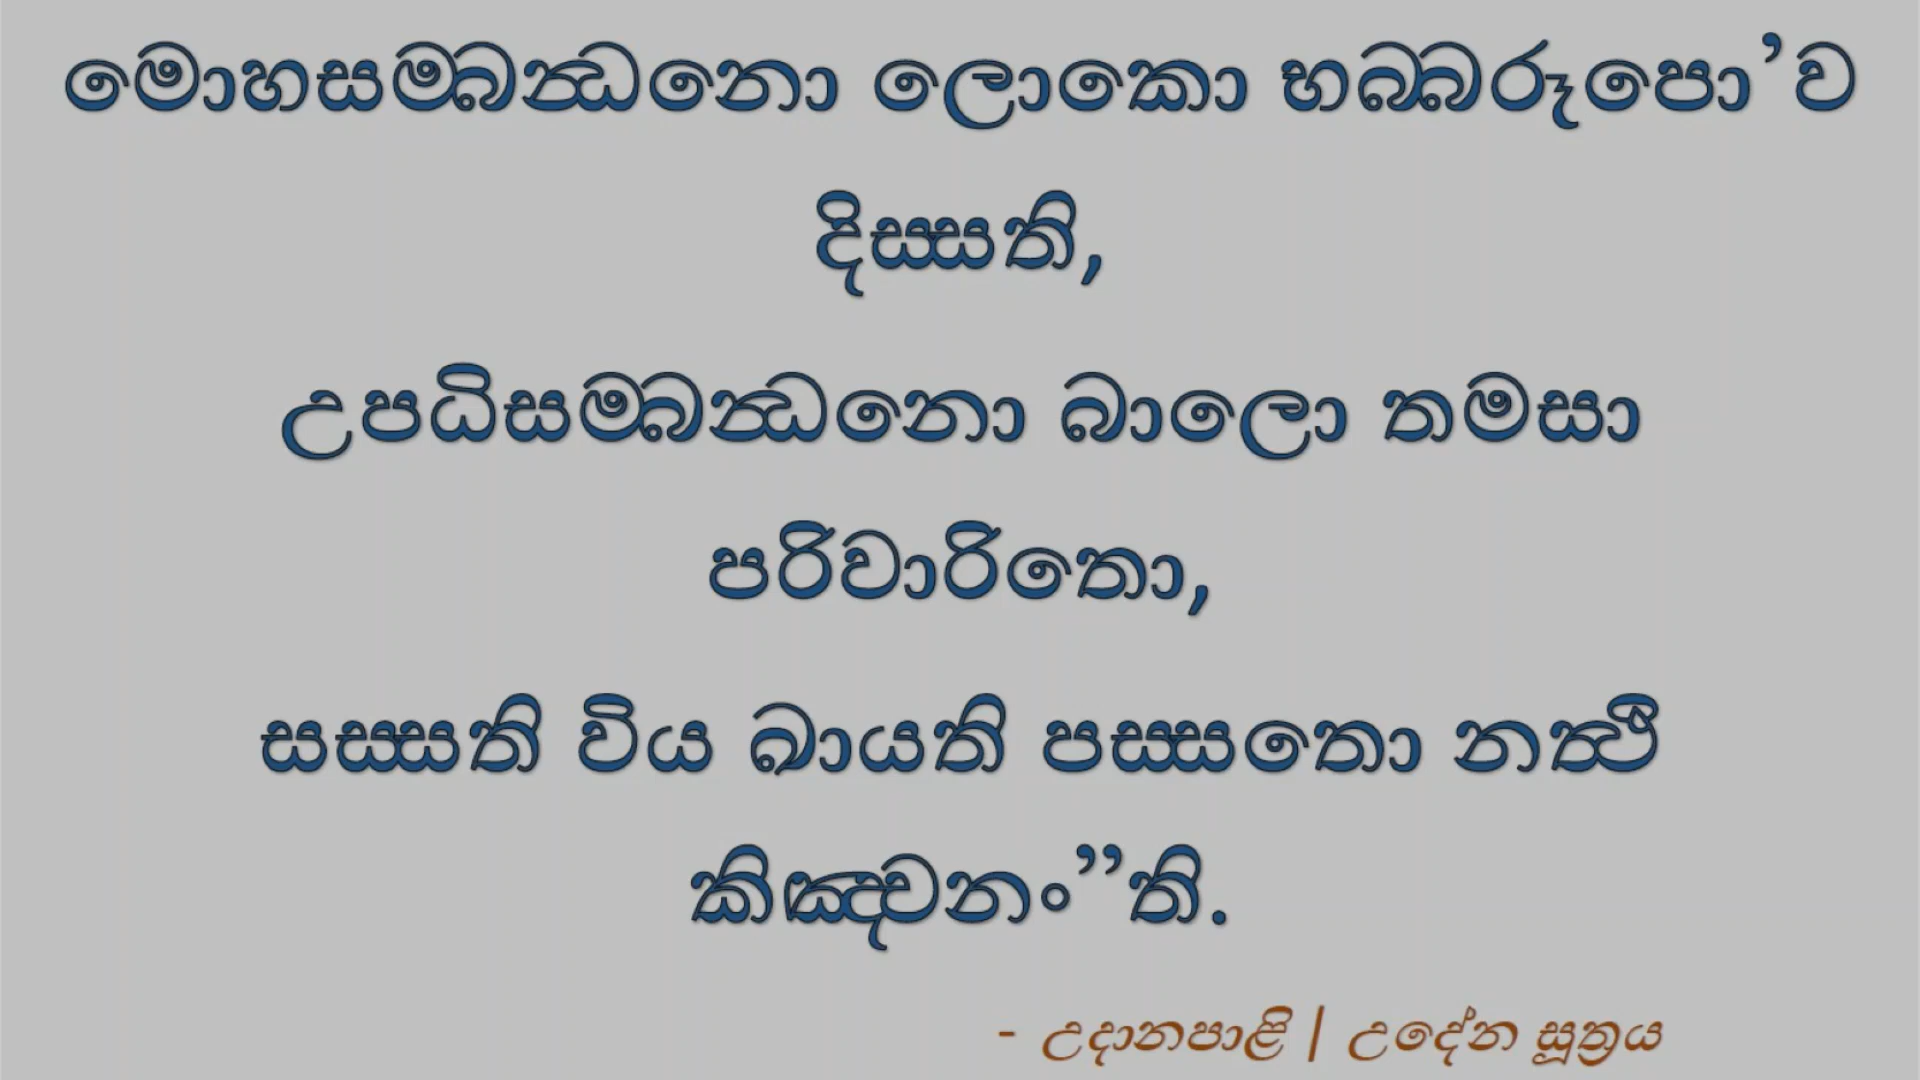 මොහසම්‍බන්‍ධනො ලොකො භබ්‍බරූපො’ව
දිස්‍සති,
උපධිසම්‍බන්‍ධනො බාලො තමසා
පරිවාරිතො,
සස්‍සති විය ඛායති පස්‍සතො නත්‍ථි
කිඤ්‍චනං”ති.
- උදානපාළි | උදේන සූත්‍රය